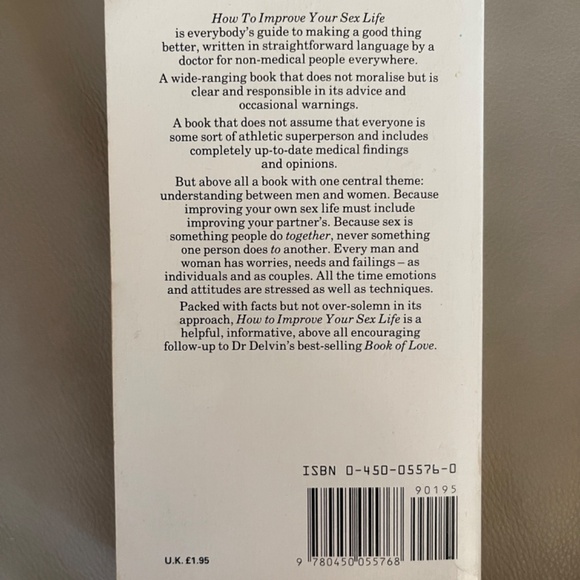 How To Improve Your Sex Life
is everybody's guide to making a good thing
better, written in straightforward language by a
doctor for non-medical people everywhere.
A wide-ranging book that does not moralise but is
clear and responsible in its advice and
occasional warnings.
A book that does not assume that everyone is
some sort of athletic superperson and includes
completely up-to-date medical findings
and opinions.
But above all a book with one central theme:
understanding between men and women. Because
improving your own sex life must include
improving your partner's. Because sex is
something people do together, never something
one person does to another. Every man and
woman has worries, needs and failings – as
individuals and as couples. All the time emotions
and attitudes are stressed as well as techniques.
Packed with facts but not over-solemn in its
approach, How to Improve Your Sex Life is a
helpful, informative, above all encouraging
follow-up to Dr Delvin's best-selling Book of Love.
ISBN 0-450-05576-0
90195
U.K. £1.95
9 780450 055768